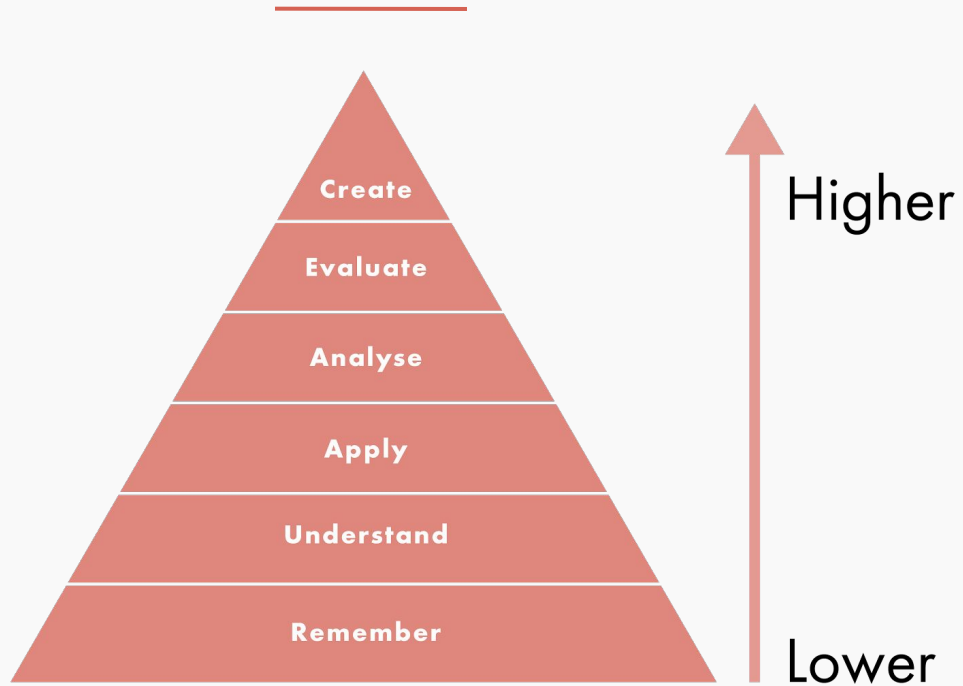 Create
Higher
Evaluate
Analyse
Apply
Understand
Remember
Lower